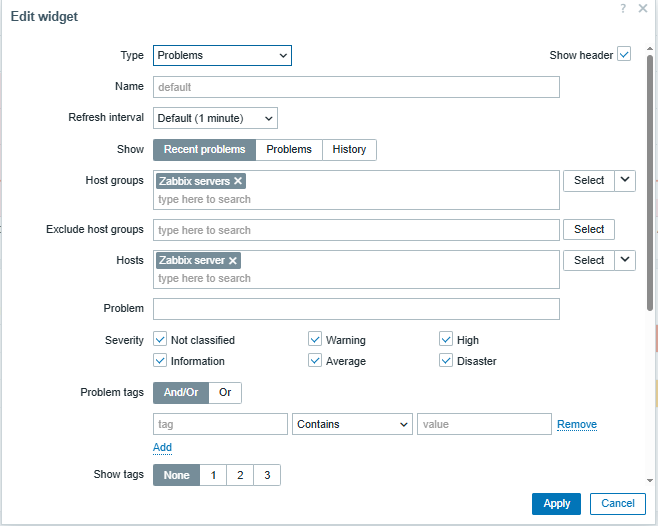 Edit widget ?
Type Problems Show header
Name default
Refresh interval Default (1 minute)
Show Recent problems Problems History
Host groups Zabbix servers Select
type here to search
Exclude host groups type here to search Select
Hosts Zabbix server Select
type here to search
Problem
Severity Not classified Warning High
Information Average Disaster
Problem tags And/Or Or
tag Contains value Remove
Add
Show tags None 1 2 3
Apply Cancel